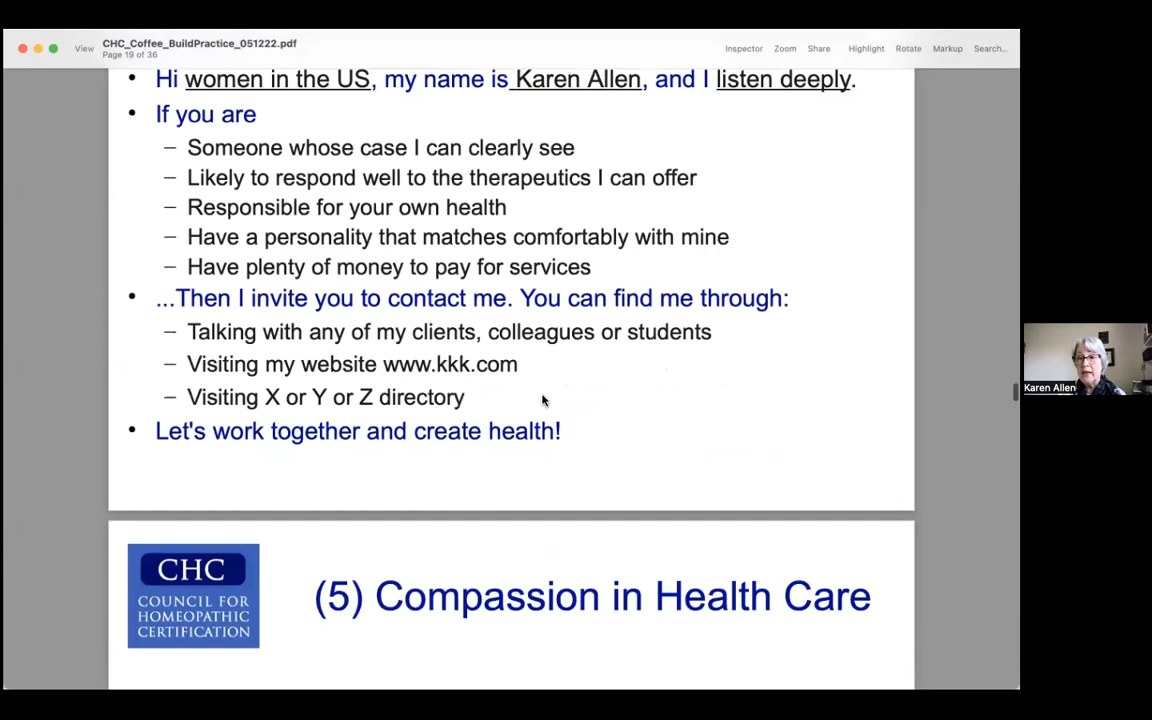 CHC_Coffee_BuildPractice_051222.pdf
View
Page 19 of 36
Inspector
Zoom
Share
Highlight
Rotate
Markup
Search...
• Hi women in the US, my name is Karen Allen, and I listen deeply.
• If you are
– Someone whose case I can clearly see
– Likely to respond well to the therapeutics I can offer
– Responsible for your own health
– Have a personality that matches comfortably with mine
– Have plenty of money to pay for services
• ...Then I invite you to contact me. You can find me through:
– Talking with any of my clients, colleagues or students
– Visiting my website www.kkk.com
– Visiting X or Y or Z directory
• Let's work together and create health!
Karen Allen
CHC
COUNCIL FOR
HOMEOPATHIC
CERTIFICATION
(5) Compassion in Health Care